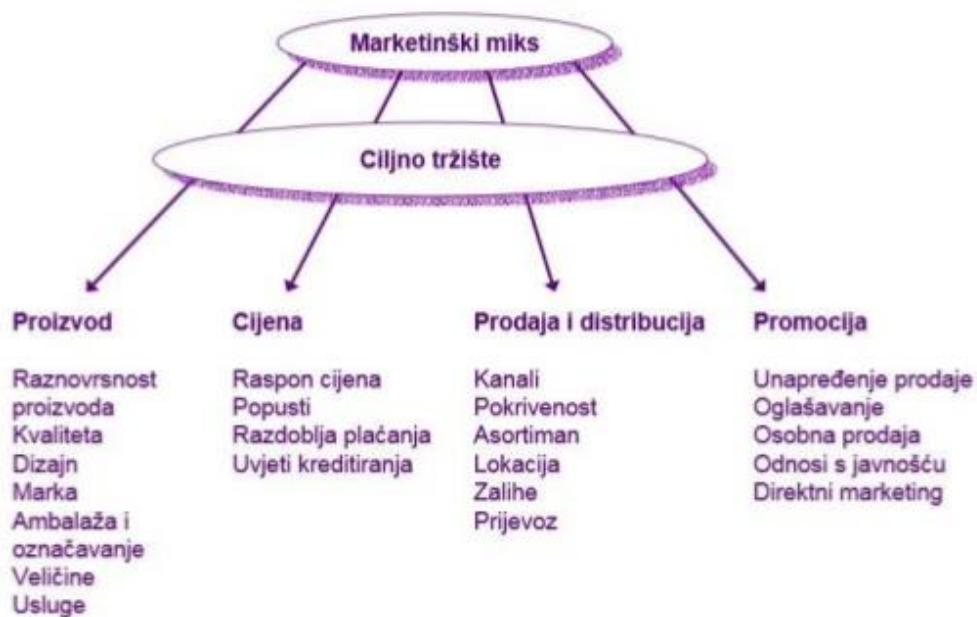 Marketinški miks
Ciljno tržište
Proizvod
Raznovrsnost
proizvoda
Kvaliteta
Dizajn
Marka
Ambalaža i
označavanje
Veličine
Usluge
Cijena
Raspon cijena
Popusti
Razdoblja plaćanja
Uvjeti kreditiranja
Prodaja i distribucija
Kanali
Pokrivenost
Asortiman
Lokacija
Zalihe
Prijevoz
Promocija
Unapređenje prodaje
Oglašavanje
Osobna prodaja
Odnosi s javnošću
Direktni marketing